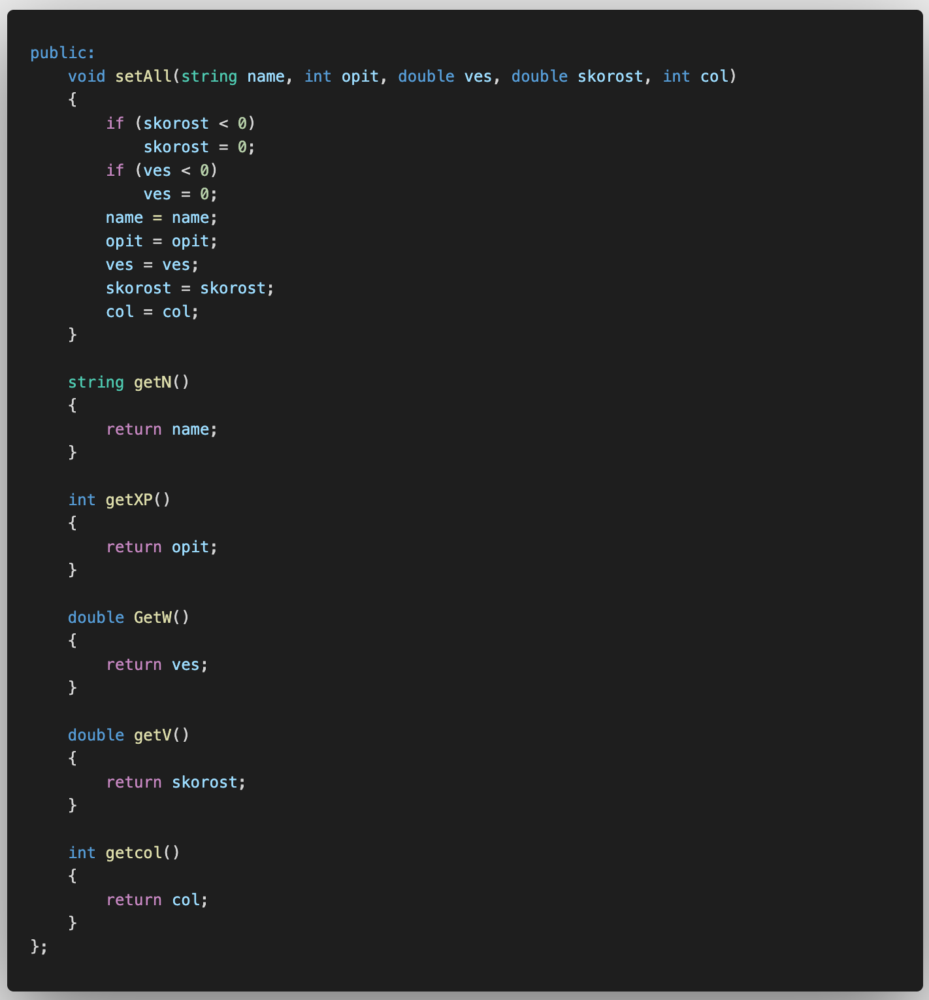 public:
    void setAll(string name, int opit, double ves, double skorost, int col)
    {
        if (skorost < 0)
            skorost = 0;
        if (ves < 0)
            ves = 0;
        name = name;
        opit = opit;
        ves = ves;
        skorost = skorost;
        col = col;
    }

    string getN()
    {
        return name;
    }

    int getXP()
    {
        return opit;
    }

    double GetW()
    {
        return ves;
    }

    double getV()
    {
        return skorost;
    }

    int getcol()
    {
        return col;
    }
};